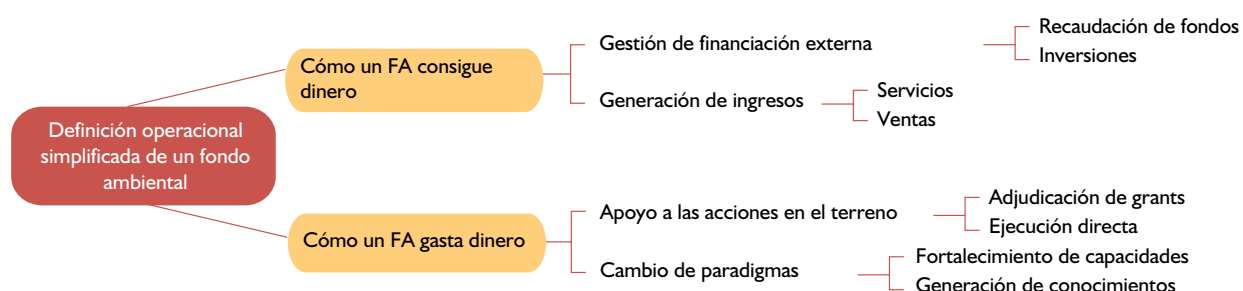 Definición operacional
simplificada de un fondo
ambiental
Cómo un FA consigue
dinero
Gestión de financiación externa
Recaudación de fondos
Inversiones
Generación de ingresos
Servicios
Ventas
Cómo un FA gasta dinero
Apoyo a las acciones en el terreno
Adjudicación de grants
Ejecución directa
Cambio de paradigmas
Fortalecimiento de capacidades
Generación de conocimientos